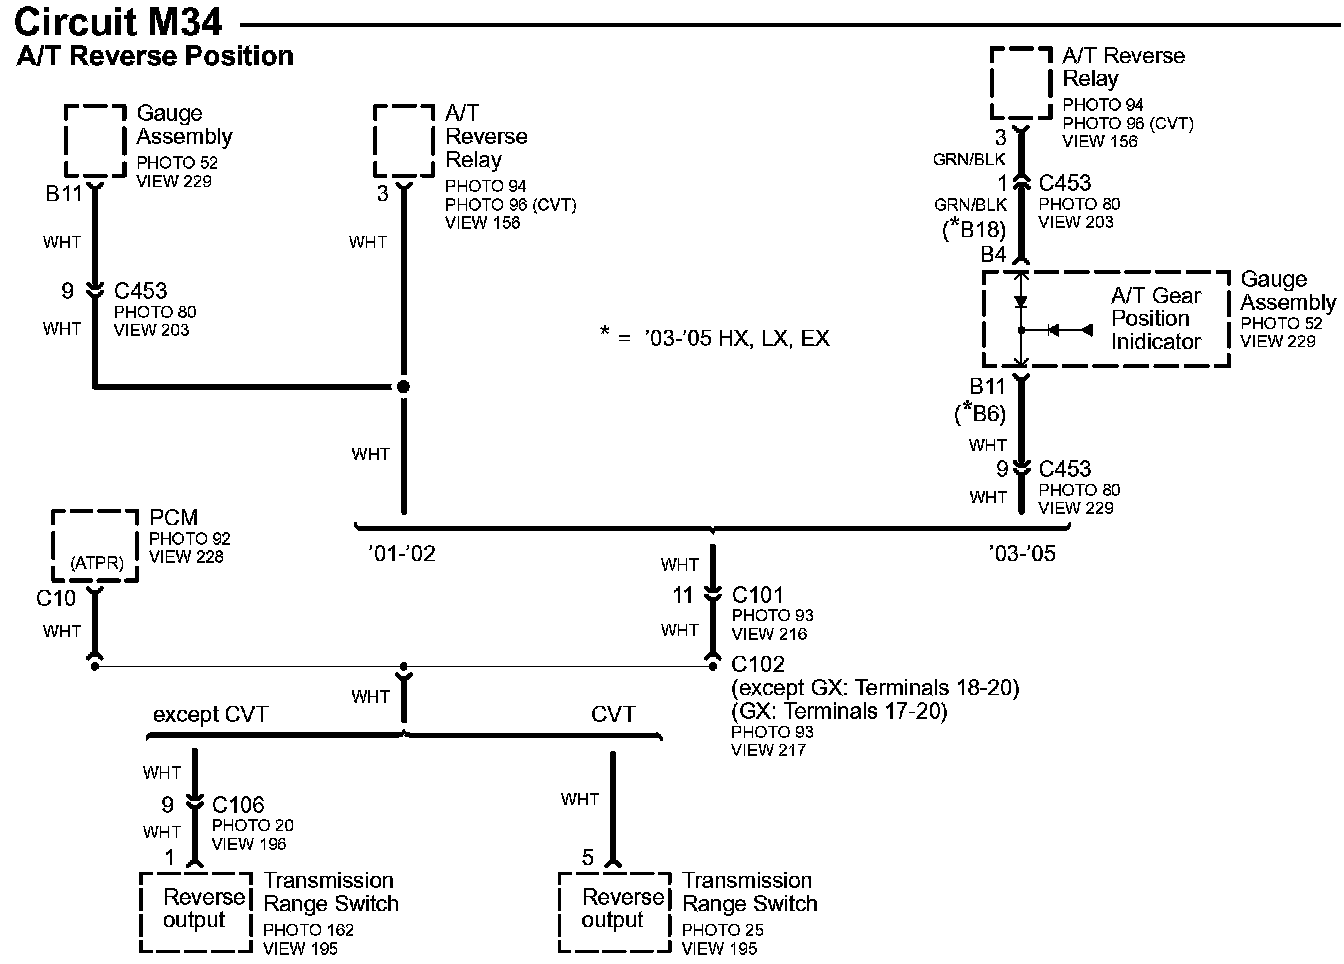 Circuit M34
A/T Reverse Position
Gauge
Assembly
PHOTO 52
VIEW 229
B11
WHT
9
C453
PHOTO 80
VIEW 203
WHT
A/T
Reverse
Relay
PHOTO 94
PHOTO 96 (CVT)
VIEW 156
3
WHT
WHT
* = '03-'05 HX, LX, EX
A/T Reverse
Relay
PHOTO 94
PHOTO 96 (CVT)
VIEW 156
3
GRN/BLK
1
C453
PHOTO 80
VIEW 203
GRN/BLK
(*B18)
B4
A/T Gear
Position
Inidicator
Gauge
Assembly
PHOTO 52
VIEW 229
B11
(*B6)
WHT
9
C453
PHOTO 80
VIEW 229
WHT
'01-'02
'03-'05
PCM
PHOTO 92
VIEW 228
(ATPR)
C10
WHT
WHT
11
C101
PHOTO 93
VIEW 216
WHT
C102
(except GX: Terminals 18-20)
(GX: Terminals 17-20)
PHOTO 93
VIEW 217
WHT
except CVT
CVT
WHT
9
C106
PHOTO 20
VIEW 196
WHT
1
Reverse
output
Transmission
Range Switch
PHOTO 162
VIEW 195
WHT
5
Reverse
output
Transmission
Range Switch
PHOTO 25
VIEW 195